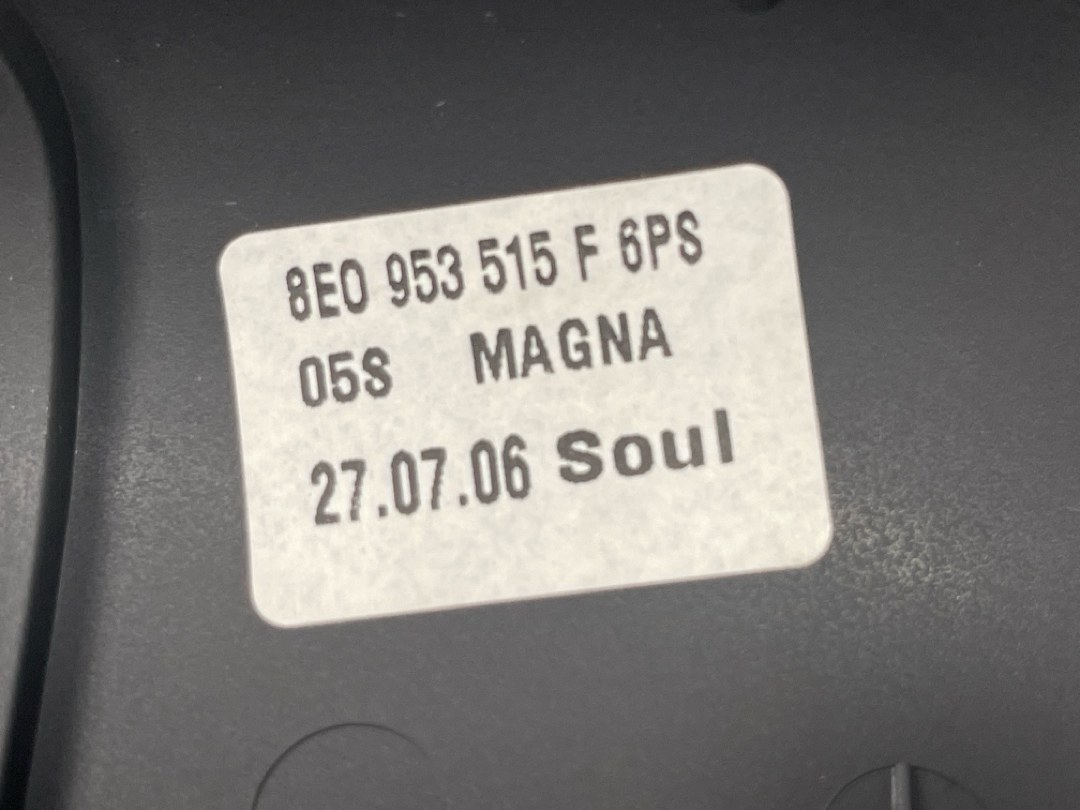 8E0 953 515 F 6PS
05S MAGNA
27.07.06 Soul